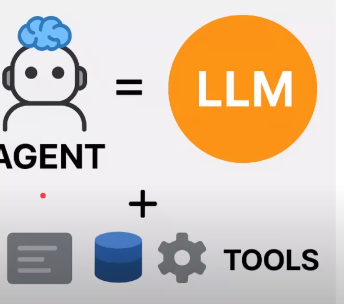 = LLM
AGENT
+
TOOLS